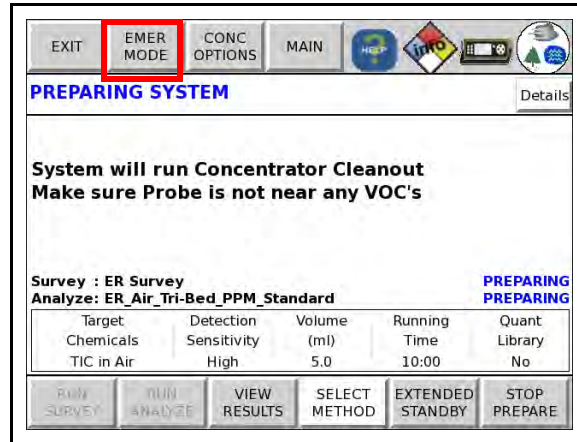 EXIT
EMER
MODE
CONC
OPTIONS
MAIN
HELP
info
PREPARING SYSTEM
Details
System will run Concentrator Cleanout
Make sure Probe is not near any VOC's
Survey : ER Survey PREPARING
Analyze: ER_Air_Tri-Bed_PPM_Standard PREPARING
Target Detection Volume Running Quant
Chemicals Sensitivity (ml) Time Library
TIC in Air High 5.0 10:00 No
RUN RUN VIEW SELECT EXTENDED STOP
SURVEY ANALYZE RESULTS METHOD STANDBY PREPARE